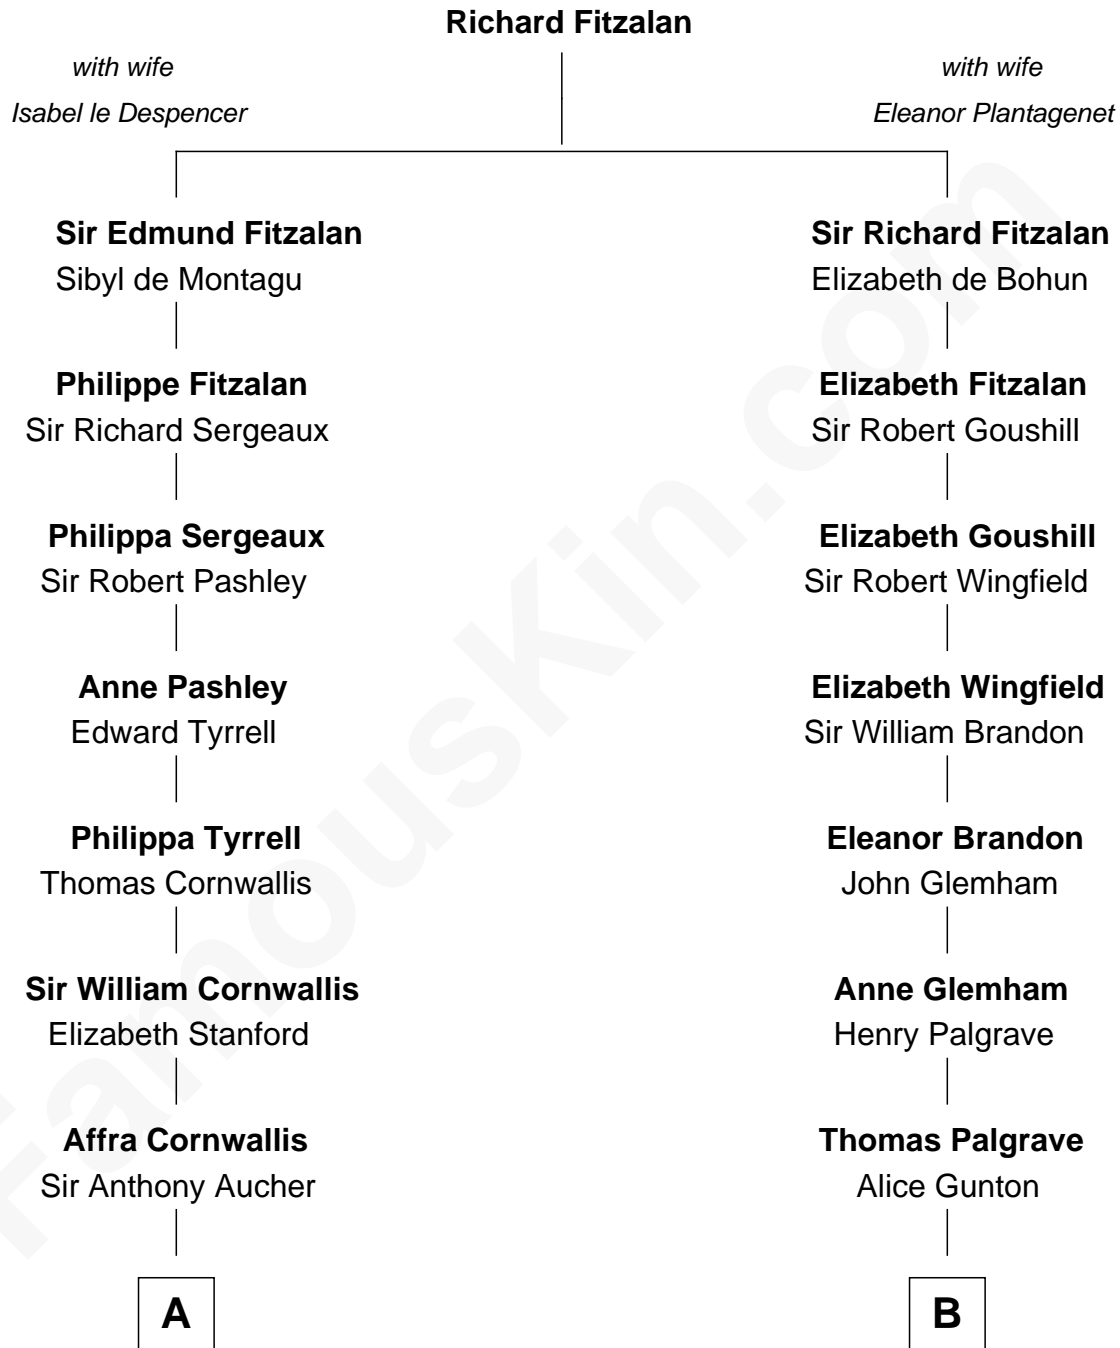 Richard Fitzalan
with wife
Isabel le Despencer
with wife
Eleanor Plantagenet
Sir Edmund Fitzalan
Sibyl de Montagu
Sir Richard Fitzalan
Elizabeth de Bohun
Philippe Fitzalan
Sir Richard Sergeaux
Elizabeth Fitzalan
Sir Robert Goushill
Philippa Sergeaux
Sir Robert Pashley
Elizabeth Goushill
Sir Robert Wingfield
Anne Pashley
Edward Tyrrell
Elizabeth Wingfield
Sir William Brandon
Philippa Tyrrell
Thomas Cornwallis
Eleanor Brandon
John Glemham
Sir William Cornwallis
Elizabeth Stanford
Anne Glemham
Henry Palgrave
Affra Cornwallis
Sir Anthony Aucher
Thomas Palgrave
Alice Gunton
A
B
FamousKin.com